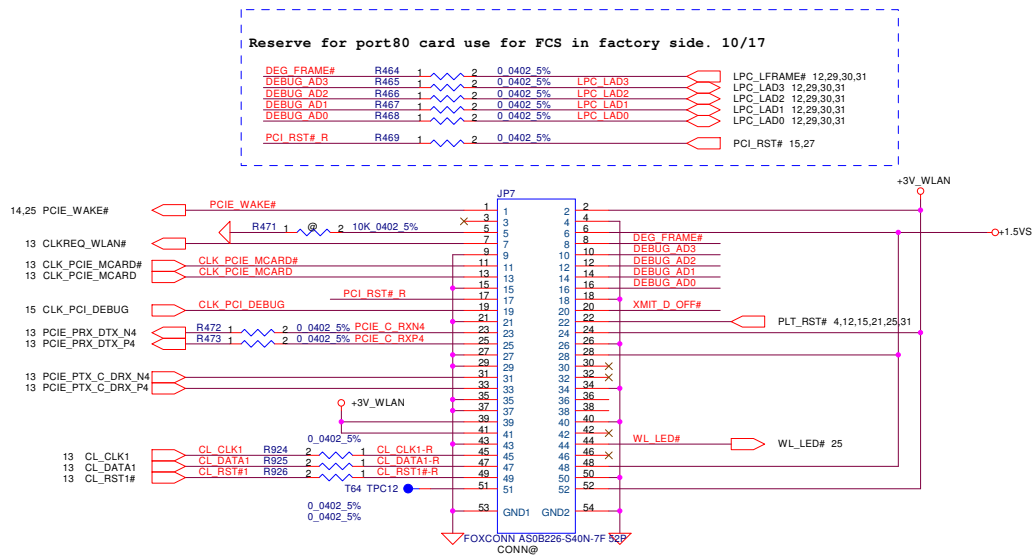 Reserve for port80 card use for FCS in factory side. 10/17
DEG_FRAME# R464 1 2 0_0402_5% LPC_LFRAME# 12,29,30,31
DEBUG_AD3 R465 1 2 0_0402_5% LPC_LAD3 LPC_LAD3 12,29,30,31
DEBUG_AD2 R466 1 2 0_0402_5% LPC_LAD2 LPC_LAD2 12,29,30,31
DEBUG_AD1 R467 1 2 0_0402_5% LPC_LAD1 LPC_LAD1 12,29,30,31
DEBUG_AD0 R468 1 2 0_0402_5% LPC_LAD0 LPC_LAD0 12,29,30,31
PCI_RST#_R R469 1 2 0_0402_5% PCI_RST# 15,27
+3V_WLAN
JP7
14,25 PCIE_WAKE# PCIE_WAKE# 1 1 2 2
3 3 4 4
R471 1 @ 2 10K_0402_5% 5 5 6 6 +1.5VS
13 CLKREQ_WLAN# 7 7 8 8 DEG_FRAME#
9 9 10 10 DEBUG_AD3
13 CLK_PCIE_MCARD# CLK_PCIE_MCARD# 11 11 12 12 DEBUG_AD2
13 CLK_PCIE_MCARD CLK_PCIE_MCARD 13 13 14 14 DEBUG_AD1
15 15 16 16 DEBUG_AD0
PCI_RST#_R 17 17 18 18
15 CLK_PCI_DEBUG CLK_PCI_DEBUG 19 19 20 20 XMIT_D_OFF#
21 21 22 22 PLT_RST# 4,12,15,21,25,31
13 PCIE_PRX_DTX_N4 R472 1 2 0_0402_5% PCIE_C_RXN4 23 23 24 24
13 PCIE_PRX_DTX_P4 R473 1 2 0_0402_5% PCIE_C_RXP4 25 25 26 26
27 27 28 28
29 29 30 30
13 PCIE_PTX_C_DRX_N4 31 31 32 32
13 PCIE_PTX_C_DRX_P4 33 33 34 34
35 35 36 36
37 37 38 38
+3V_WLAN
39 39 40 40
41 41 42 42
0_0402_5% 43 43 44 44 WL_LED# WL_LED# 25
13 CL_CLK1 CL_CLK1 R924 2 1 CL_CLK1-R 45 45 46 46
13 CL_DATA1 CL_DATA1 R925 2 1 CL_DATA1-R 47 47 48 48
13 CL_RST1# CL_RST#1 R926 2 1 CL_RST1#-R 49 49 50 50
T64 TPC12 51 51 52 52
0_0402_5%
0_0402_5%
53 GND1 GND2 54
FOXCONN AS0B226-S40N-7F 52P
CONN@